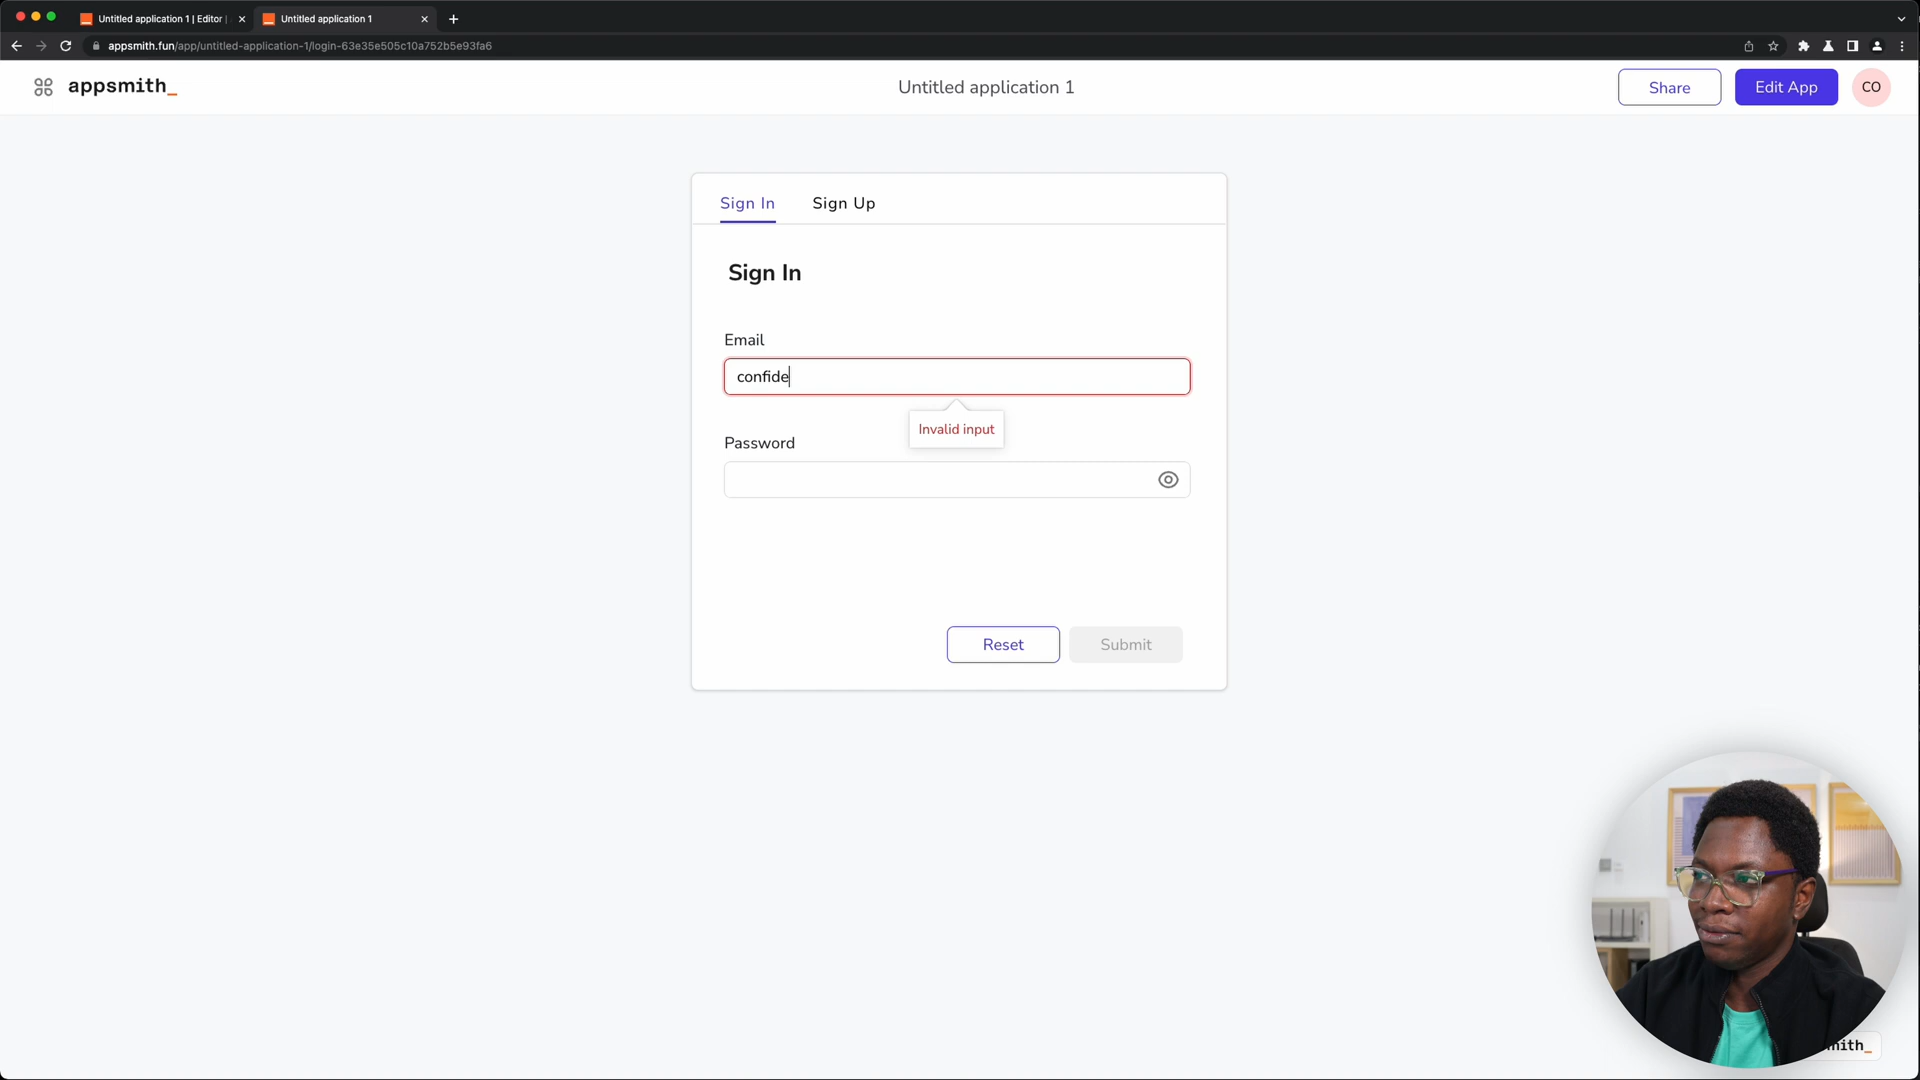 Untitled application 1 | Editor |
Untitled application 1
appsmith.fun/app/untitled-application-1/login-63e35e505c10a752b5e93fa6
appsmith_
Untitled application 1
Share
Edit App
CO
Sign In
Sign Up
Sign In
Email
confide
Invalid input
Password
Reset
Submit
mith_